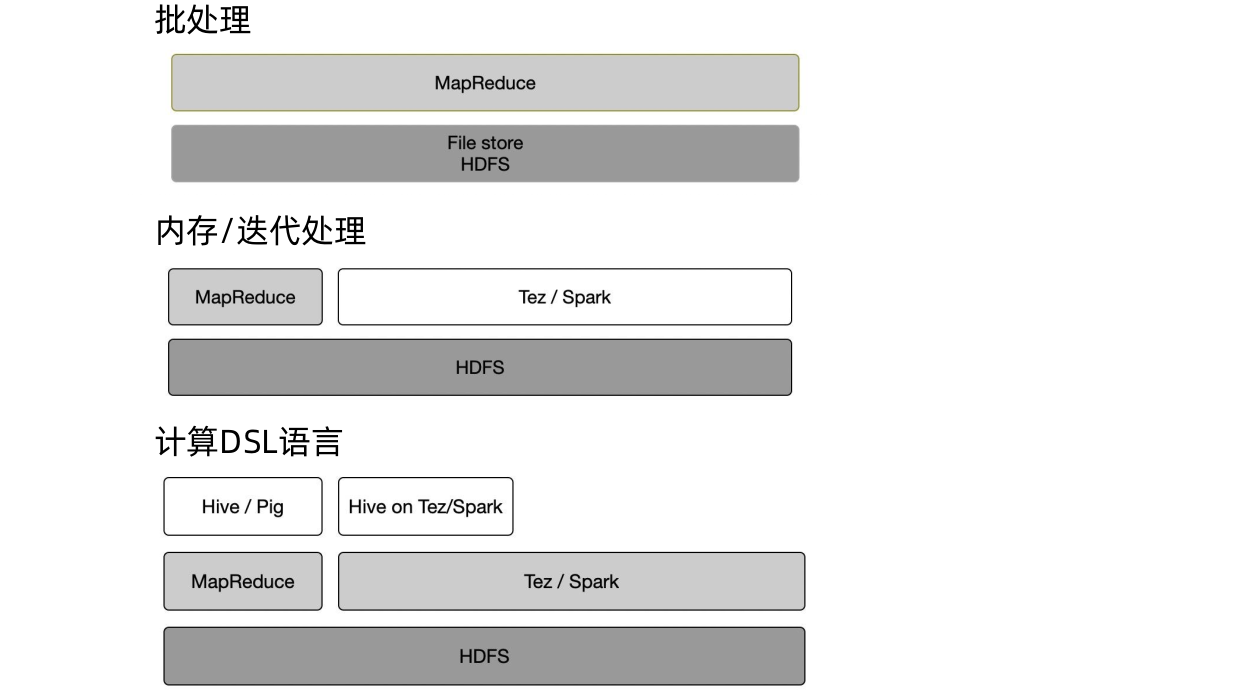 批处理
MapReduce
File store
HDFS
内存/迭代处理
MapReduce
Tez / Spark
HDFS
计算DSL语言
Hive / Pig
Hive on Tez/Spark
MapReduce
Tez / Spark
HDFS